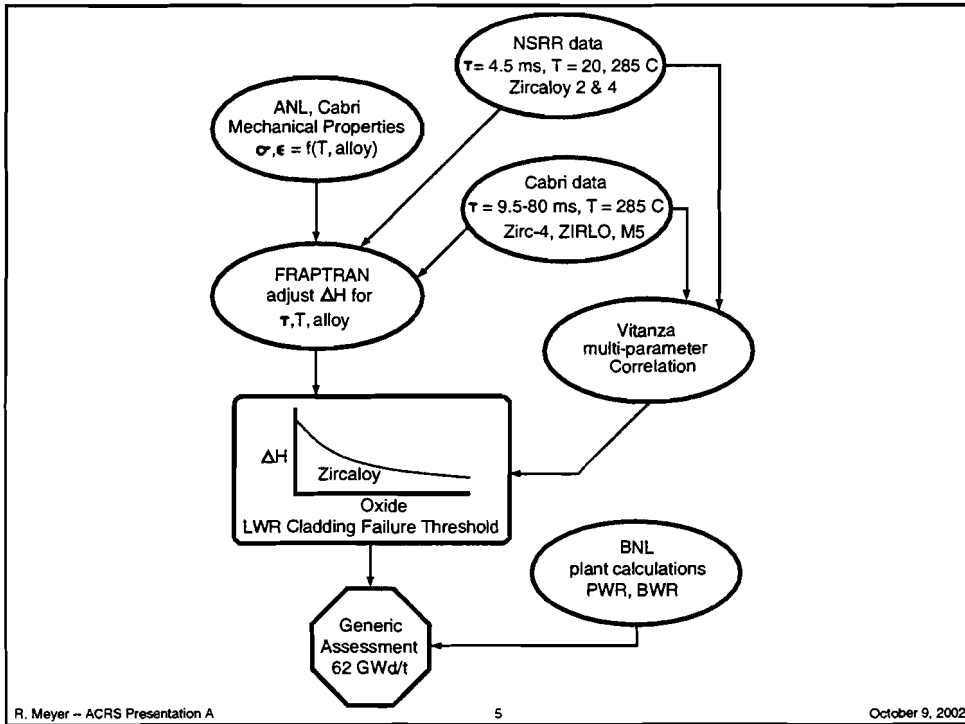 NSRR data
τ= 4.5 ms, T = 20, 285 C
Zircaloy 2 & 4
ANL, Cabri
Mechanical Properties
σ,ϵ = f(T, alloy)
Cabri data
τ = 9.5-80 ms, T = 285 C
Zirc-4, ZIRLO, M5
FRAPTRAN
adjust ΔH for
τ,T, alloy
Vitanza
multi-parameter
Correlation
ΔH
Zircaloy
Oxide
LWR Cladding Failure Threshold
BNL
plant calculations
PWR, BWR
Generic
Assessment
62 GWd/t
R. Meyer -- ACRS Presentation A
5
October 9, 2002